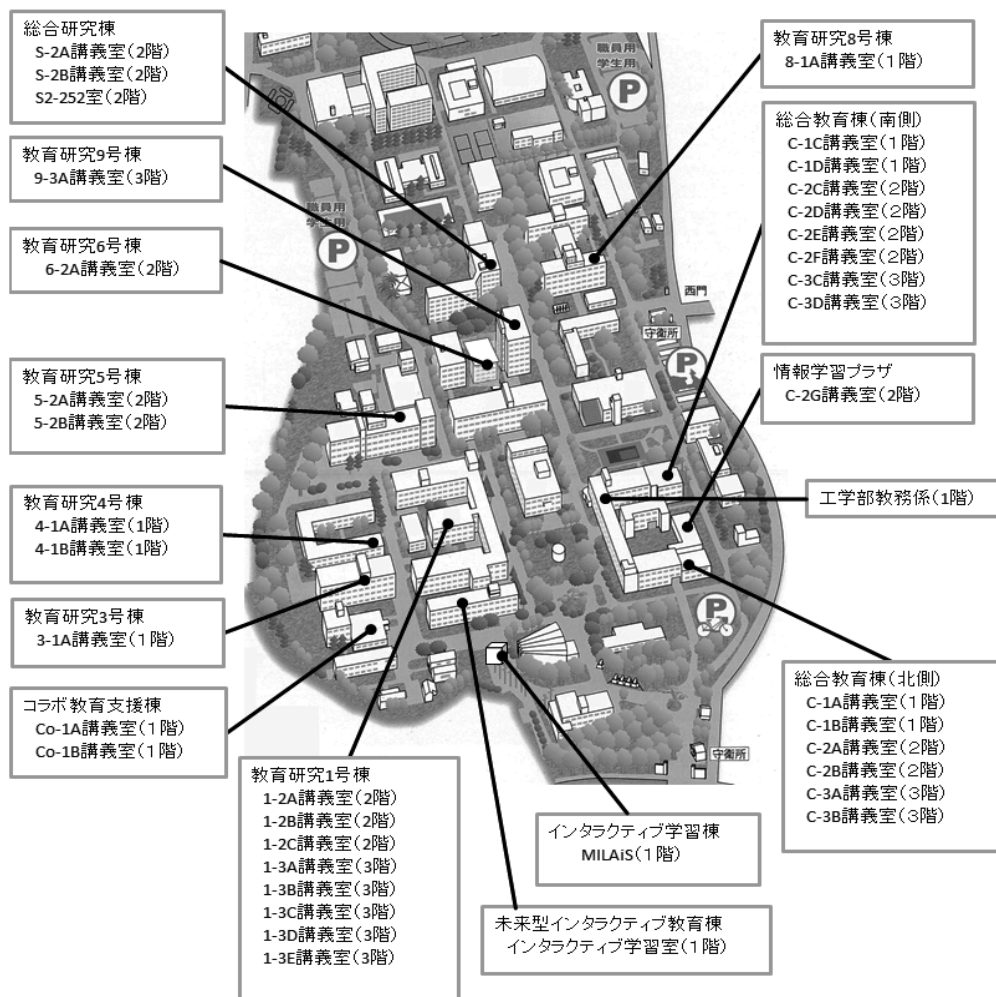 総合研究棟
S-2A講義室(2階)
S-2B講義室(2階)
S2-252室(2階)
教育研究9号棟
9-3A講義室(3階)
教育研究6号棟
6-2A講義室(2階)
教育研究5号棟
5-2A講義室(2階)
5-2B講義室(2階)
教育研究4号棟
4-1A講義室(1階)
4-1B講義室(1階)
教育研究3号棟
3-1A講義室(1階)
コラボ教育支援棟
Co-1A講義室(1階)
Co-1B講義室(1階)
教育研究1号棟
1-2A講義室(2階)
1-2B講義室(2階)
1-2C講義室(2階)
1-3A講義室(3階)
1-3B講義室(3階)
1-3C講義室(3階)
1-3D講義室(3階)
1-3E講義室(3階)
職員用
学生用
P
職員用
学生用
P
西門
守衛所
P
P
守衛所
教育研究8号棟
8-1A講義室(1階)
総合教育棟(南側)
C-1C講義室(1階)
C-1D講義室(1階)
C-2C講義室(2階)
C-2D講義室(2階)
C-2E講義室(2階)
C-2F講義室(2階)
C-3C講義室(3階)
C-3D講義室(3階)
情報学習プラザ
C-2G講義室(2階)
工学部教務係(1階)
総合教育棟(北側)
C-1A講義室(1階)
C-1B講義室(1階)
C-2A講義室(2階)
C-2B講義室(2階)
C-3A講義室(3階)
C-3B講義室(3階)
インタラクティブ学習棟
MILAiS(1階)
未来型インタラクティブ教育棟
インタラクティブ学習室(1階)